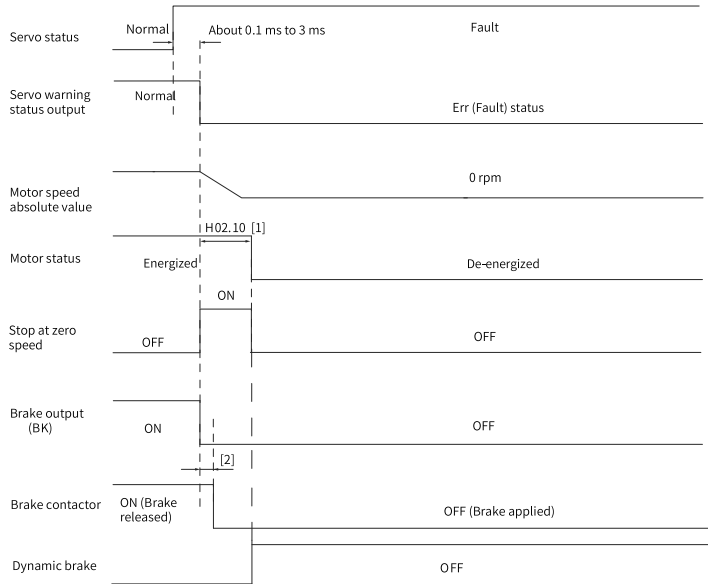 Servo status
Normal
About 0.1 ms to 3 ms
Fault
Servo warning
status output
Normal
Err (Fault) status
Motor speed
absolute value
0 rpm
H02.10 [1]
Motor status
Energized
De-energized
ON
Stop at zero
speed
OFF
OFF
Brake output
(BK)
ON
OFF
[2]
Brake contactor
ON (Brake
released)
OFF (Brake applied)
Dynamic brake
OFF